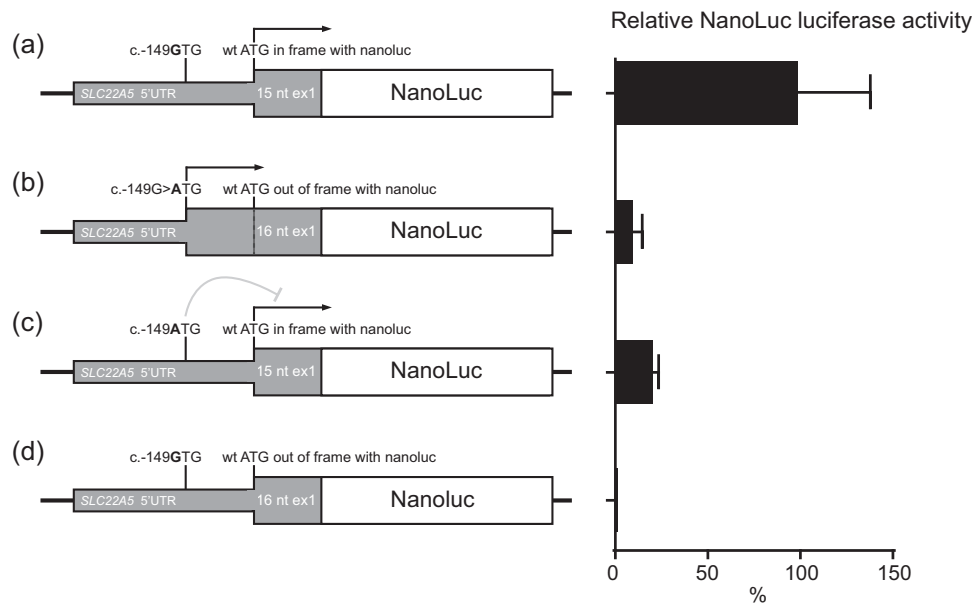 Relative NanoLuc luciferase activity
(a)
c.-149GTG wt ATG in frame with nanoluc
SLC22A5 5'UTR 15 nt ex1 NanoLuc
(b)
c.-149G>ATG wt ATG out of frame with nanoluc
SLC22A5 5'UTR 16 nt ex1 NanoLuc
(c)
c.-149ATG wt ATG in frame with nanoluc
SLC22A5 5'UTR 15 nt ex1 NanoLuc
(d)
c.-149GTG wt ATG out of frame with nanoluc
SLC22A5 5'UTR 16 nt ex1 Nanoluc
0 50 100 150
%